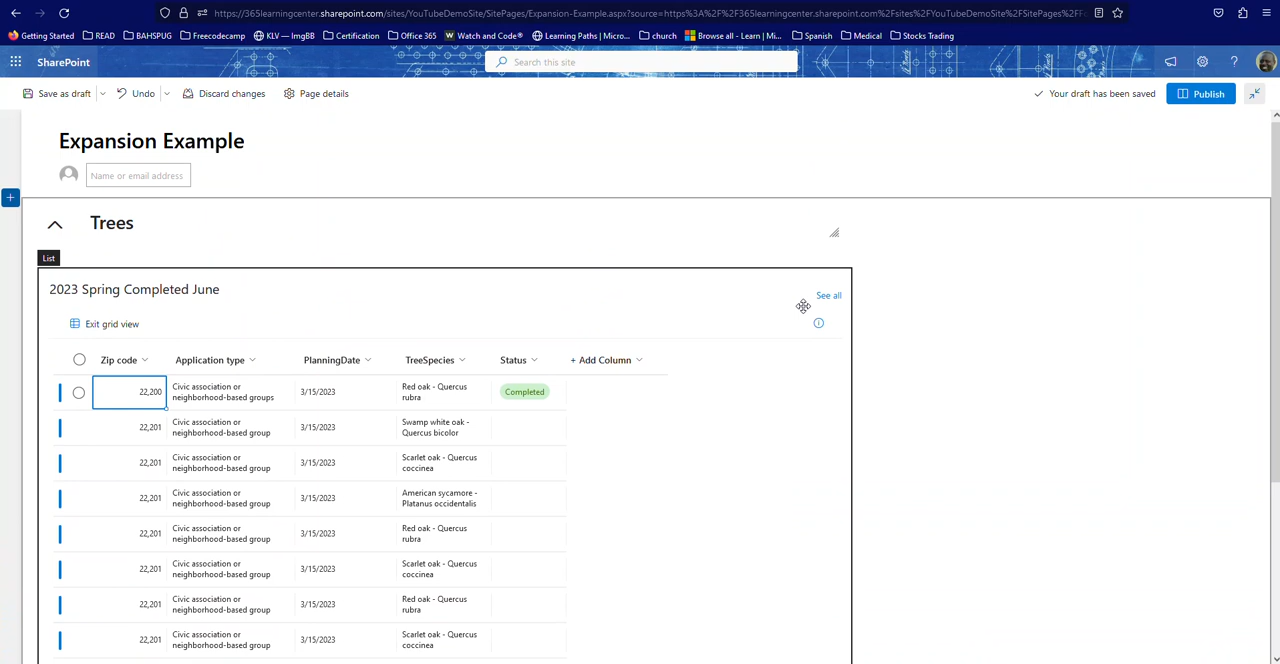 https://365learningcenter.sharepoint.com/sites/YouTubeDemoSite/SitePages/Expansion-Example.aspx?source=https%3A%2F%2F365learningcenter.sharepoint.com%2Fsites%2FYouTubeDemoSite%2FSitePages%2FF
Getting Started READ BAHSPUG Freecodecamp KLV — ImgBB Certification Office 365 Watch and Code® Learning Paths | Micro... church Browse all - Learn | Mi... Spanish Medical Stocks Trading
SharePoint Search this site ?
Save as draft Undo Discard changes Page details Your draft has been saved Publish
Expansion Example
Name or email address
Trees
List
2023 Spring Completed June
See all
Exit grid view
Zip code Application type PlanningDate TreeSpecies Status + Add Column
22,200 Civic association or neighborhood-based groups 3/15/2023 Red oak - Quercus rubra Completed
22,201 Civic association or neighborhood-based group 3/15/2023 Swamp white oak - Quercus bicolor
22,201 Civic association or neighborhood-based group 3/15/2023 Scarlet oak - Quercus coccinea
22,201 Civic association or neighborhood-based group 3/15/2023 American sycamore - Platanus occidentalis
22,201 Civic association or neighborhood-based group 3/15/2023 Red oak - Quercus rubra
22,201 Civic association or neighborhood-based group 3/15/2023 Scarlet oak - Quercus coccinea
22,201 Civic association or neighborhood-based group 3/15/2023 Red oak - Quercus rubra
22,201 Civic association or neighborhood-based group 3/15/2023 Scarlet oak - Quercus coccinea